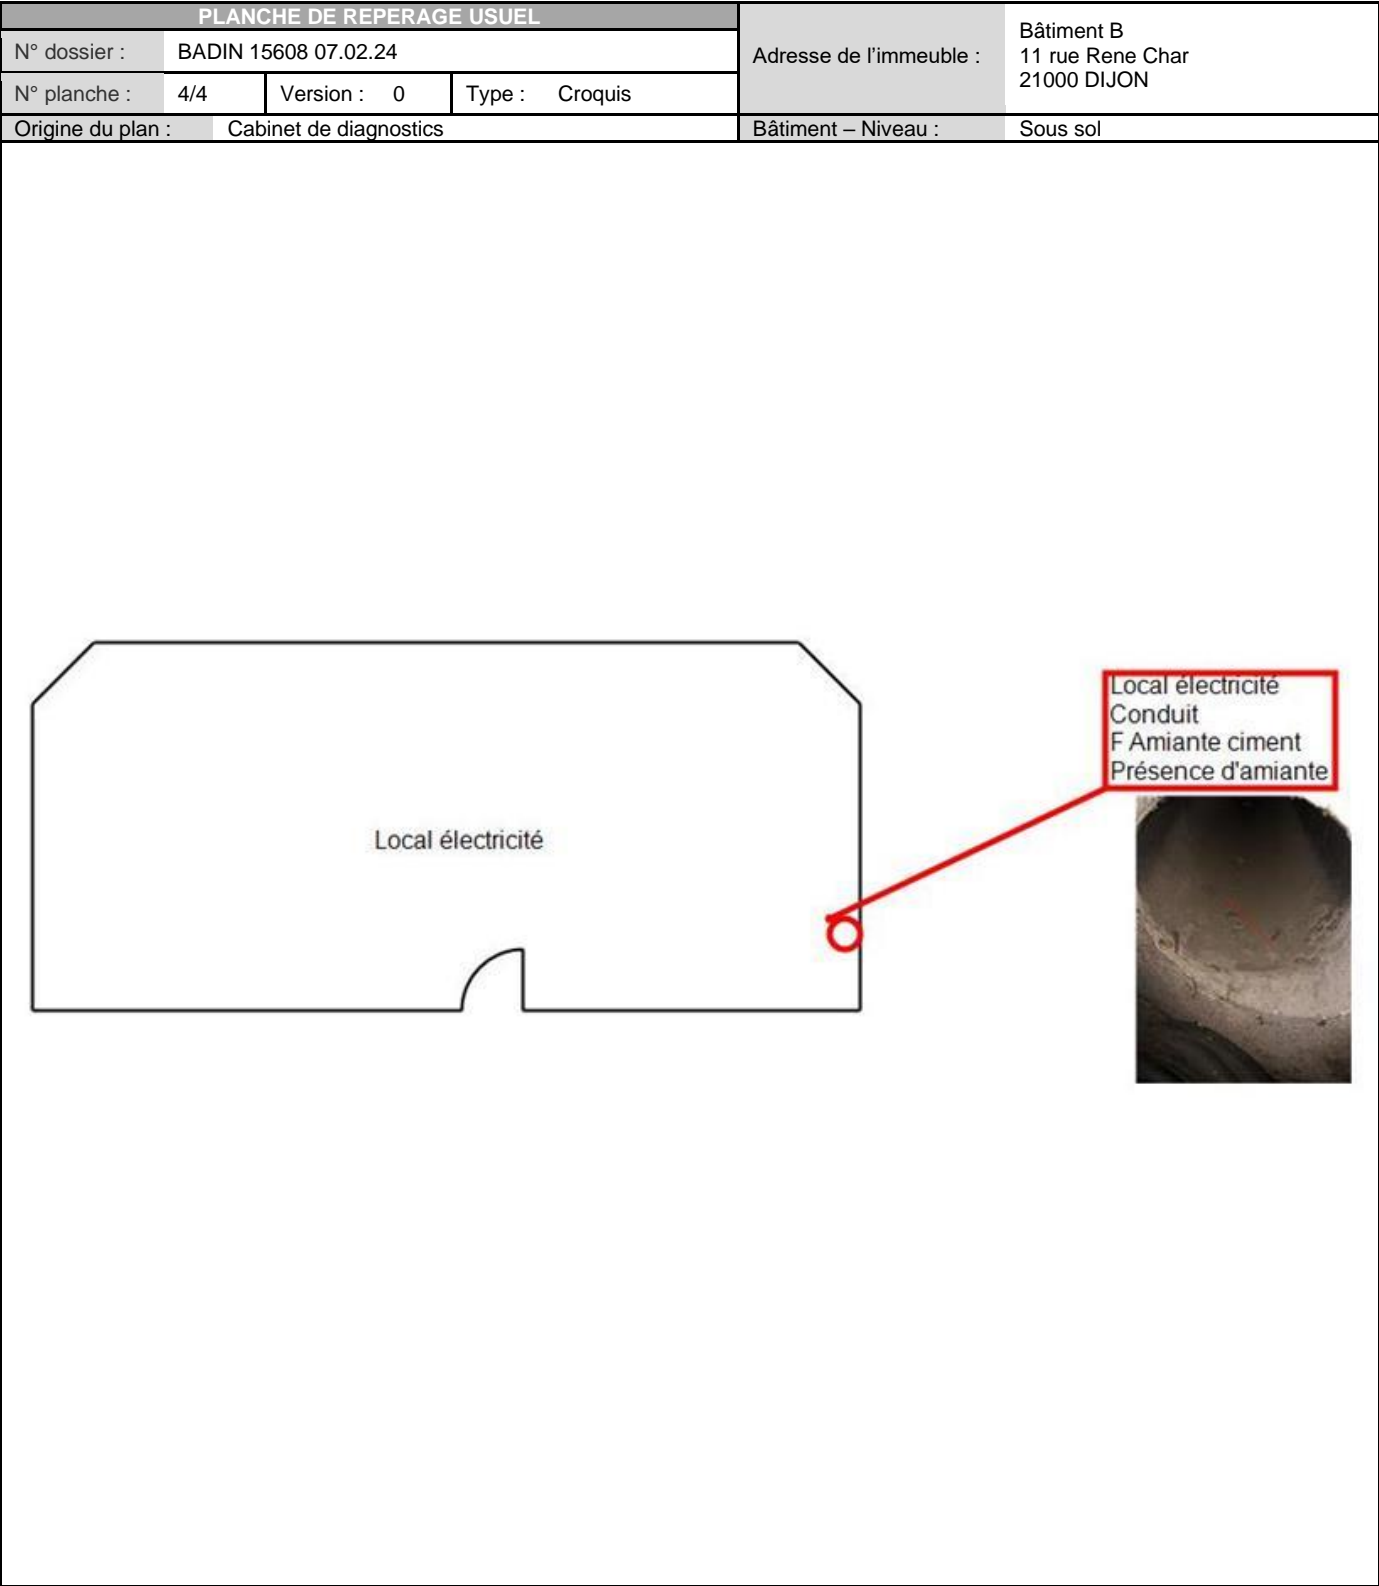 PLANCHE DE REPERAGE USUEL
N° dossier : BADIN 15608 07.02.24
N° planche : 4/4 Version : 0 Type : Croquis
Origine du plan : Cabinet de diagnostics
Adresse de l'immeuble :
Bâtiment B
11 rue Rene Char
21000 DIJON
Bâtiment – Niveau : Sous sol
Local électricité
Conduit
F Amiante ciment
Présence d'amiante
Local électricité